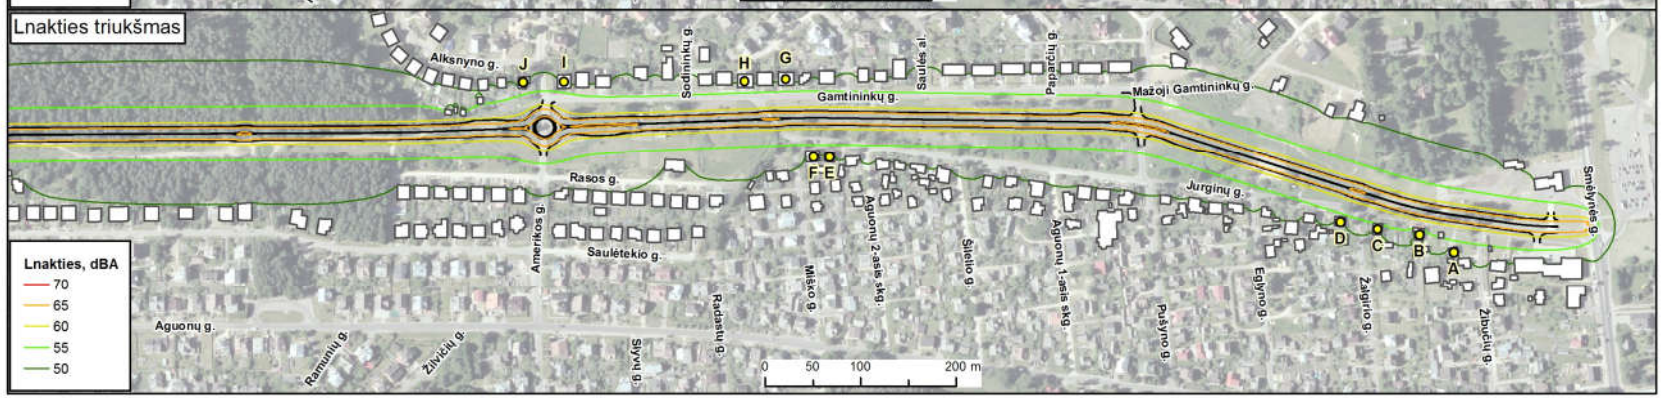 Lnakties triukšmas
Alksnyno g.
J
I
Sodininkų g.
H
G
Saulės al.
Paparčių g.
Gamtininkų g.
Mažoji Gamtininkų g.
Rasos g.
F
E
Jurginų g.
Smėlynės g.
Amerikos g.
Saulėtekio g.
Miško g.
Aguonų 2-asis skg.
Šilelio g.
Aguonų 1-asis skg.
D
C
B
A
Eglyno g.
Žalgirio g.
Pušyno g.
Žibučių g.
Lnakties, dBA
70
65
60
55
50
Aguonų g.
Ramunių g.
Žilvičių g.
Slyvų g.
Radastų g.
0 50 100 200 m